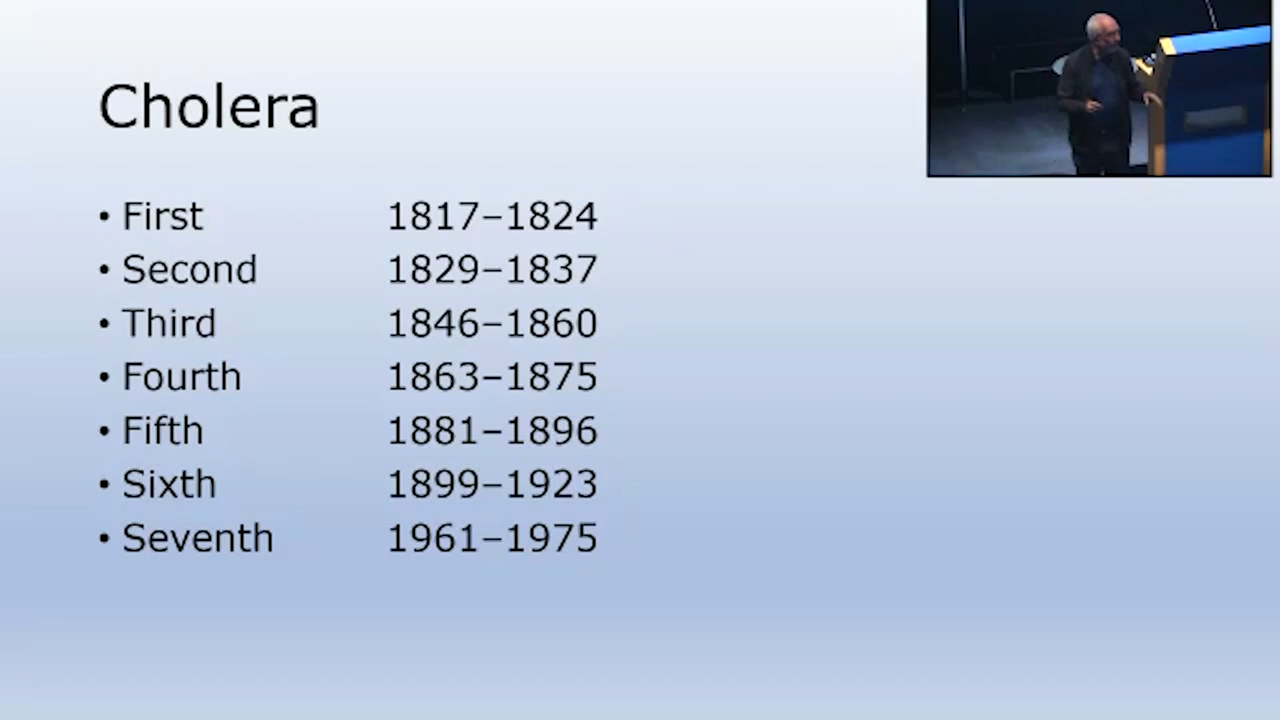 Cholera
• First 1817–1824
• Second 1829–1837
• Third 1846–1860
• Fourth 1863–1875
• Fifth 1881–1896
• Sixth 1899–1923
• Seventh 1961–1975